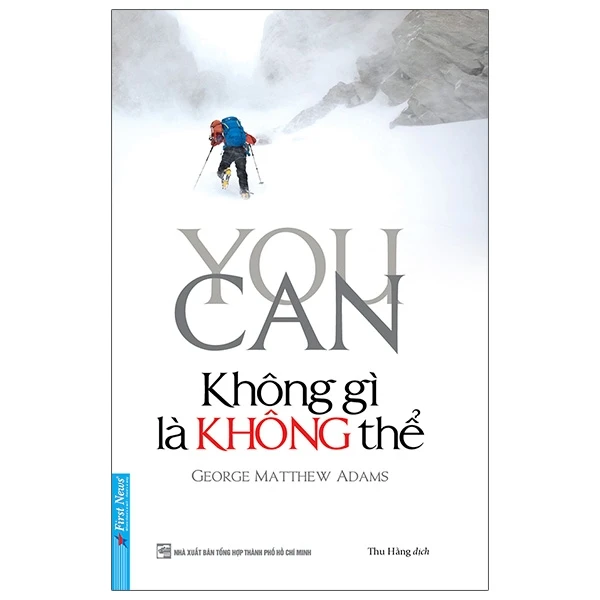 YOU
CAN
Không gì
là KHÔNG thể
GEORGE MATTHEW ADAMS
First News
NHÀ XUẤT BẢN TỔNG HỢP THÀNH PHỐ HỒ CHÍ MINH
Thu Hằng dịch